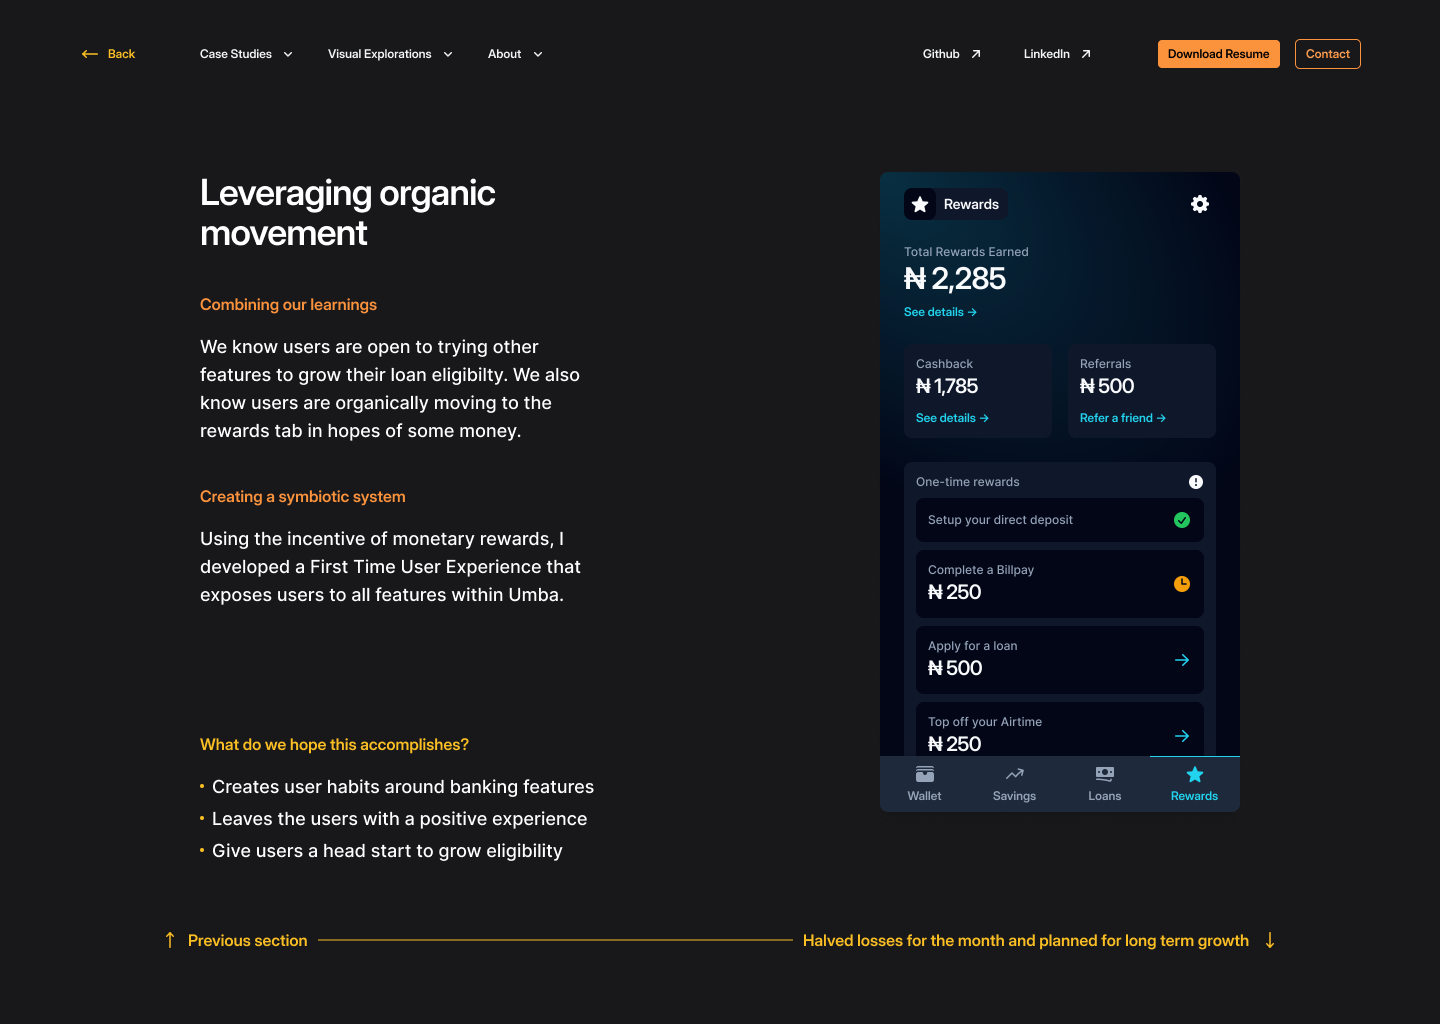 Back
Case Studies
Visual Explorations
About
Github
LinkedIn
Download Resume
Contact
Leveraging organic
movement
Combining our learnings
We know users are open to trying other
features to grow their loan eligibilty. We also
know users are organically moving to the
rewards tab in hopes of some money.
Creating a symbiotic system
Using the incentive of monetary rewards, I
developed a First Time User Experience that
exposes users to all features within Umba.
What do we hope this accomplishes?
• Creates user habits around banking features
• Leaves the users with a positive experience
• Give users a head start to grow eligibility
Rewards
Total Rewards Earned
₦ 2,285
See details →
Cashback
₦ 1,785
See details →
Referrals
₦ 500
Refer a friend →
One-time rewards
Setup your direct deposit
Complete a Billpay
₦ 250
Apply for a loan
₦ 500
Top off your Airtime
₦ 250
Wallet
Savings
Loans
Rewards
Previous section
Halved losses for the month and planned for long term growth